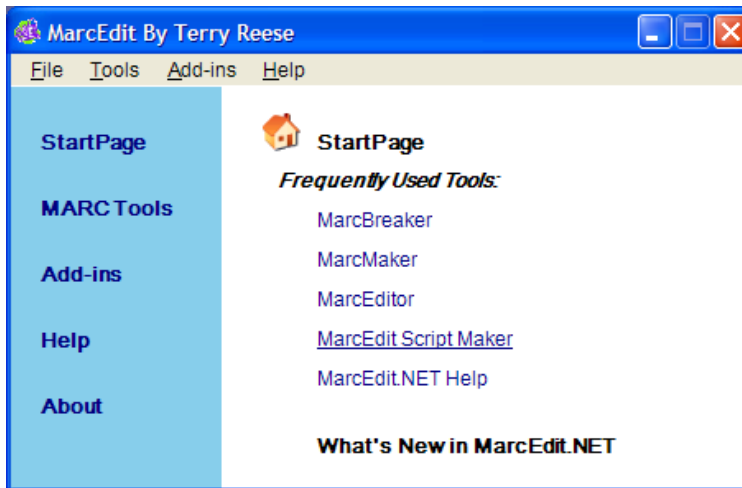 MarcEdit By Terry Reese
File Tools Add-ins Help
StartPage
MARC Tools
Add-ins
Help
About
StartPage
Frequently Used Tools:
MarcBreaker
MarcMaker
MarcEditor
MarcEdit Script Maker
MarcEdit.NET Help
What's New in MarcEdit.NET